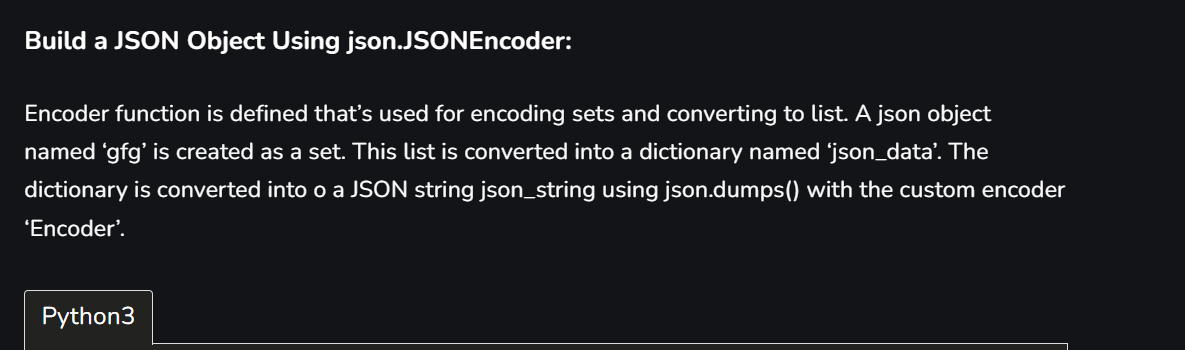 Build a JSON Object Using json.JSONEncoder:
Encoder function is defined that’s used for encoding sets and converting to list. A json object
named ‘gfg’ is created as a set. This list is converted into a dictionary named ‘json_data’. The
dictionary is converted into o a JSON string json_string using json.dumps() with the custom encoder
‘Encoder’.
Python3